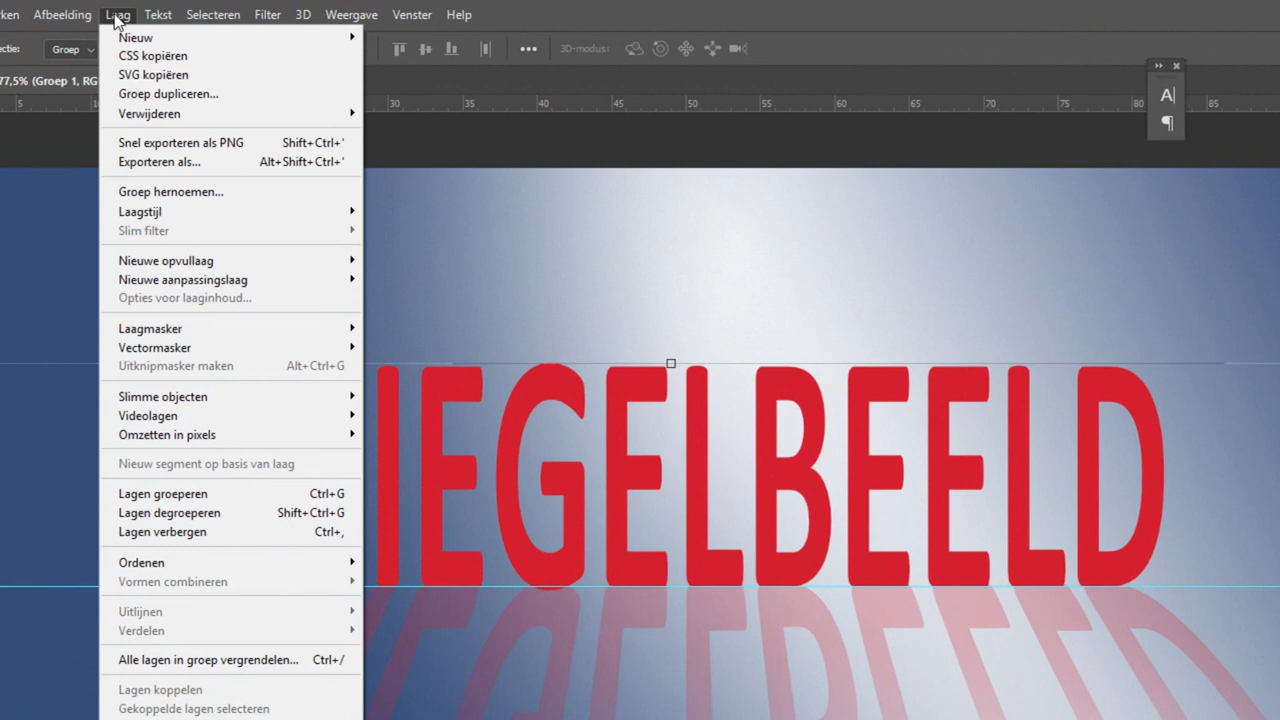 rken Afbeelding Laag Tekst Selecteren Filter 3D Weergave Venster Help
ectie: Groep 3D-modus:
77,5% (Groep 1, RG
5 10 30 35 40 45 50 55 60 65 70 75 80 85
Nieuw
CSS kopiëren
SVG kopiëren
Groep dupliceren...
Verwijderen
Snel exporteren als PNG Shift+Ctrl+'
Exporteren als... Alt+Shift+Ctrl+'
Groep hernoemen...
Laagstijl
Slim filter
Nieuwe opvullaag
Nieuwe aanpassingslaag
Opties voor laaginhoud...
Laagmasker
Vectormasker
Uitknipmasker maken Alt+Ctrl+G
Slimme objecten
Videolagen
Omzetten in pixels
Nieuw segment op basis van laag
Lagen groeperen Ctrl+G
Lagen degroeperen Shift+Ctrl+G
Lagen verbergen Ctrl+,
Ordenen
Vormen combineren
Uitlijnen
Verdelen
Alle lagen in groep vergrendelen... Ctrl+/
Lagen koppelen
Gekoppelde lagen selecteren
IEGELBEELD